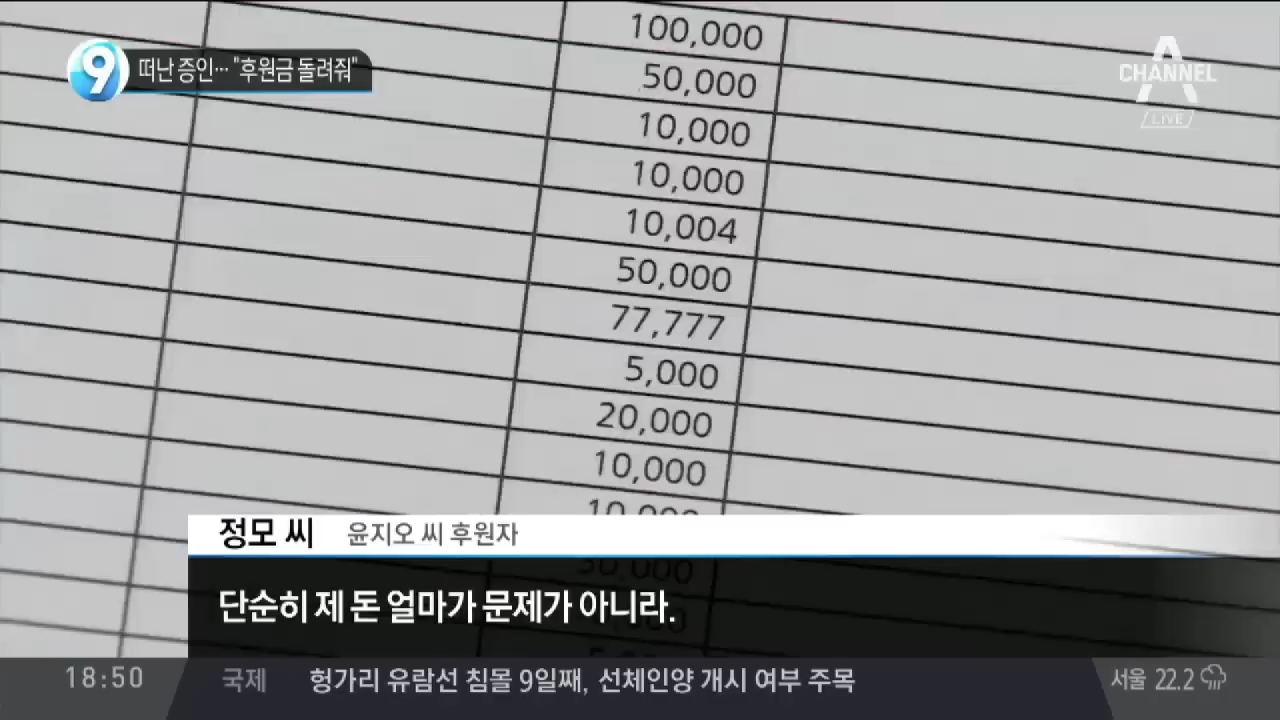 9 떠난 증인… "후원금 돌려줘"
CHANNEL A
LIVE
100,000
50,000
10,000
10,000
10,004
50,000
77,777
5,000
20,000
10,000
10,000
30,000
정모 씨 윤지오 씨 후원자
단순히 제 돈 얼마가 문제가 아니라.
18:50 국제 헝가리 유람선 침몰 9일째, 선체인양 개시 여부 주목 서울 22.2